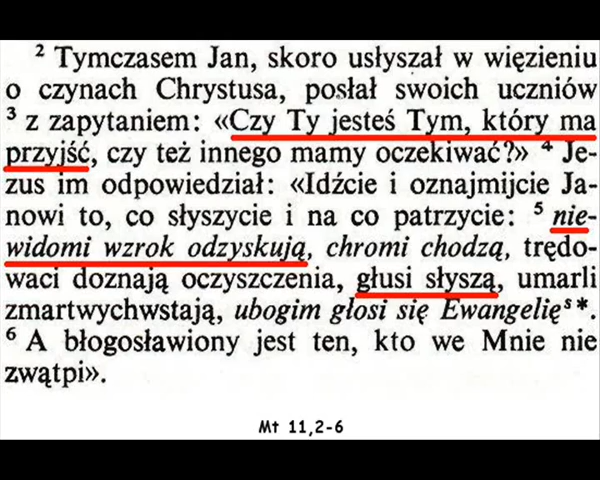 ² Tymczasem Jan, skoro usłyszał w więzieniu
o czynach Chrystusa, posłał swoich uczniów
³ z zapytaniem: «Czy Ty jesteś Tym, który ma
przyjść, czy też innego mamy oczekiwać?» ⁴ Je-
zus im odpowiedział: «Idźcie i oznajmijcie Ja-
nowi to, co słyszycie i na co patrzycie: ⁵ nie-
widomi wzrok odzyskują, chromi chodzą, trędo-
waci doznają oczyszczenia, głusi słyszą, umarli
zmartwychwstają, ubogim głosi się Ewangelięˢ*.
⁶ A błogosławiony jest ten, kto we Mnie nie
zwątpi».
Mt 11,2-6